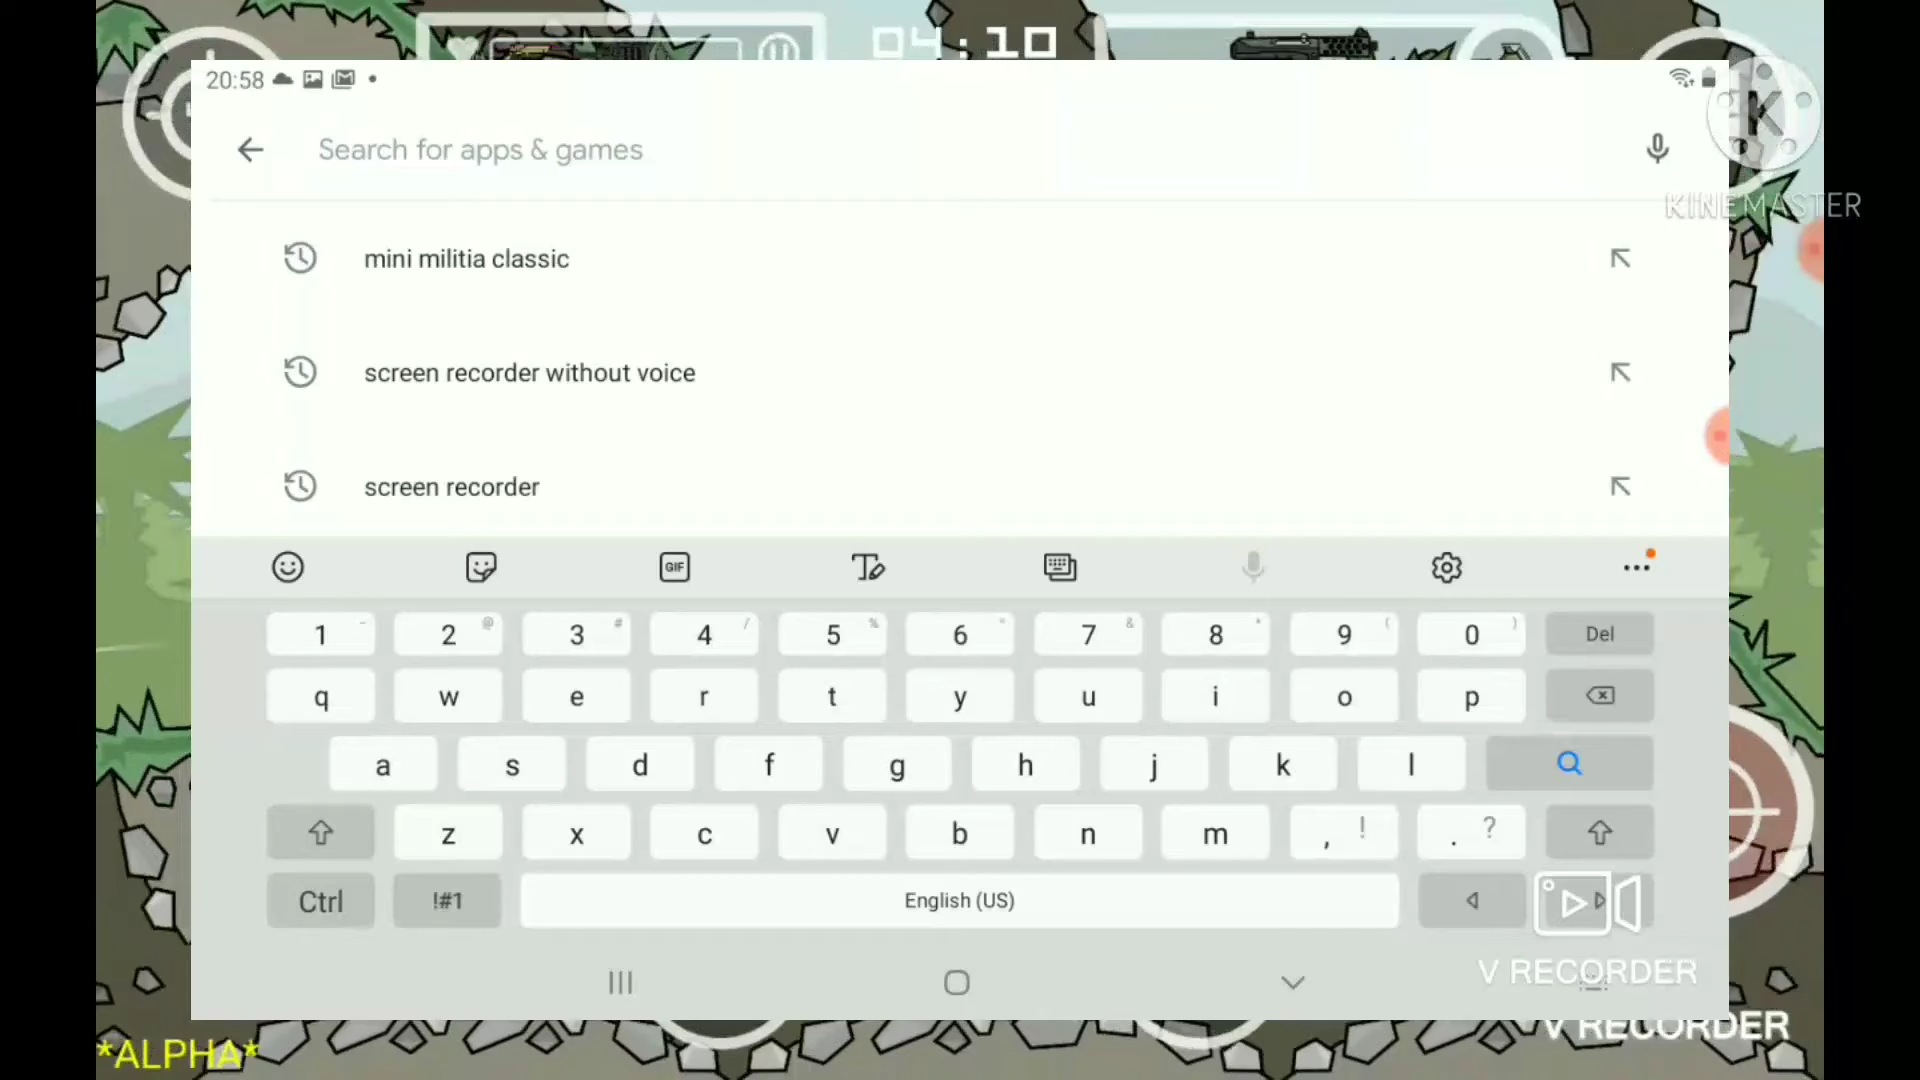 04:10
20:58
K
Search for apps & games
KINEMASTER
mini militia classic
screen recorder without voice
screen recorder
GIF
1 2 @ 3 # 4 / 5 % 6 ^ 7 & 8 * 9 ( 0 ) Del
q w e r t y u i o p
a s d f g h j k l
z x c v b n m , ! . ?
Ctrl !#1 English (US)
V RECORDER
V RECORDER
*ALPHA*